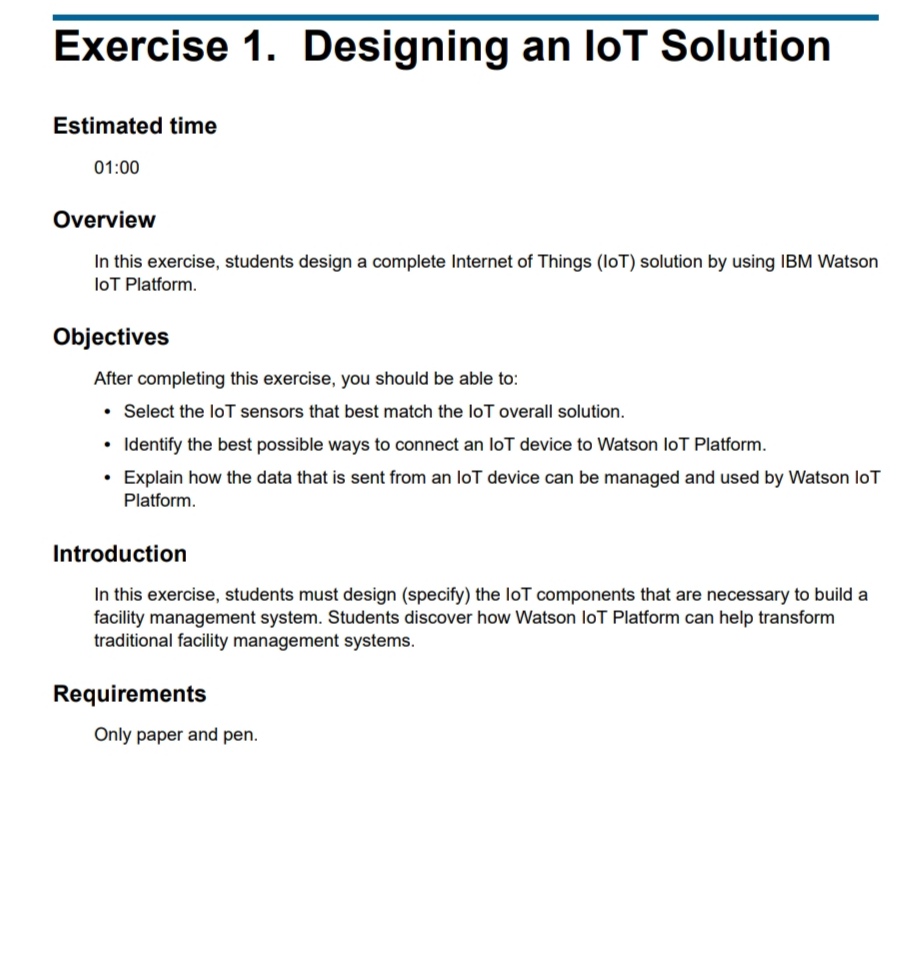 Exercise 1. Designing an IoT Solution
Estimated time
01:00
Overview
In this exercise, students design a complete Internet of Things (IoT) solution by using IBM Watson
IoT Platform.
Objectives
After completing this exercise, you should be able to:
• Select the IoT sensors that best match the IoT overall solution.
• Identify the best possible ways to connect an IoT device to Watson IoT Platform.
• Explain how the data that is sent from an IoT device can be managed and used by Watson IoT
Platform.
Introduction
In this exercise, students must design (specify) the IoT components that are necessary to build a
facility management system. Students discover how Watson IoT Platform can help transform
traditional facility management systems.
Requirements
Only paper and pen.